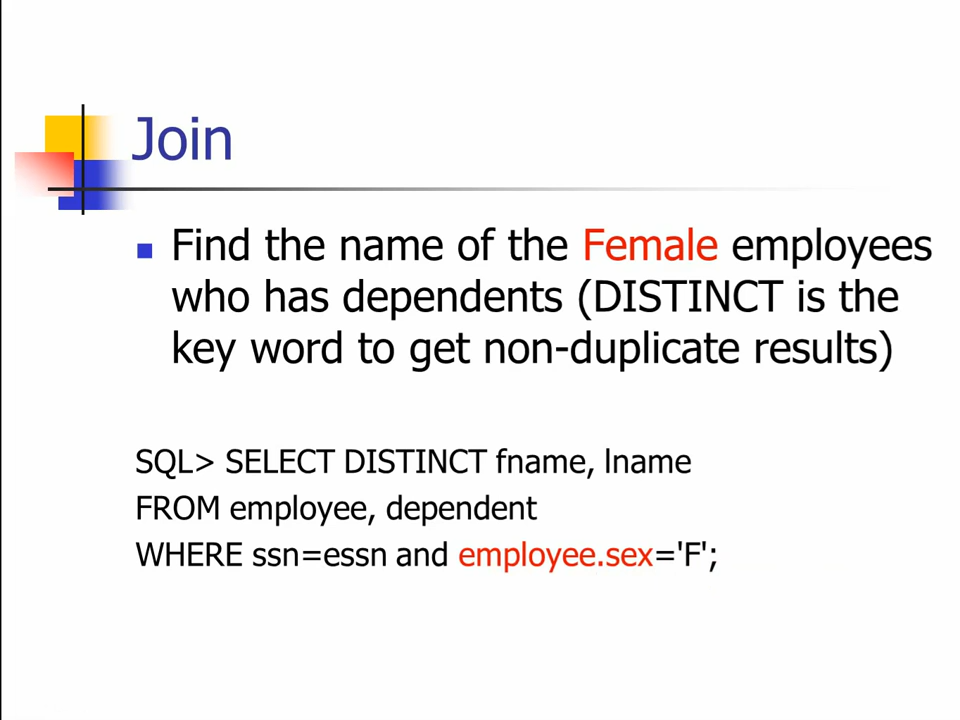 Join
Find the name of the Female employees
who has dependents (DISTINCT is the
key word to get non-duplicate results)
SQL> SELECT DISTINCT fname, lname
FROM employee, dependent
WHERE ssn=essn and employee.sex='F';